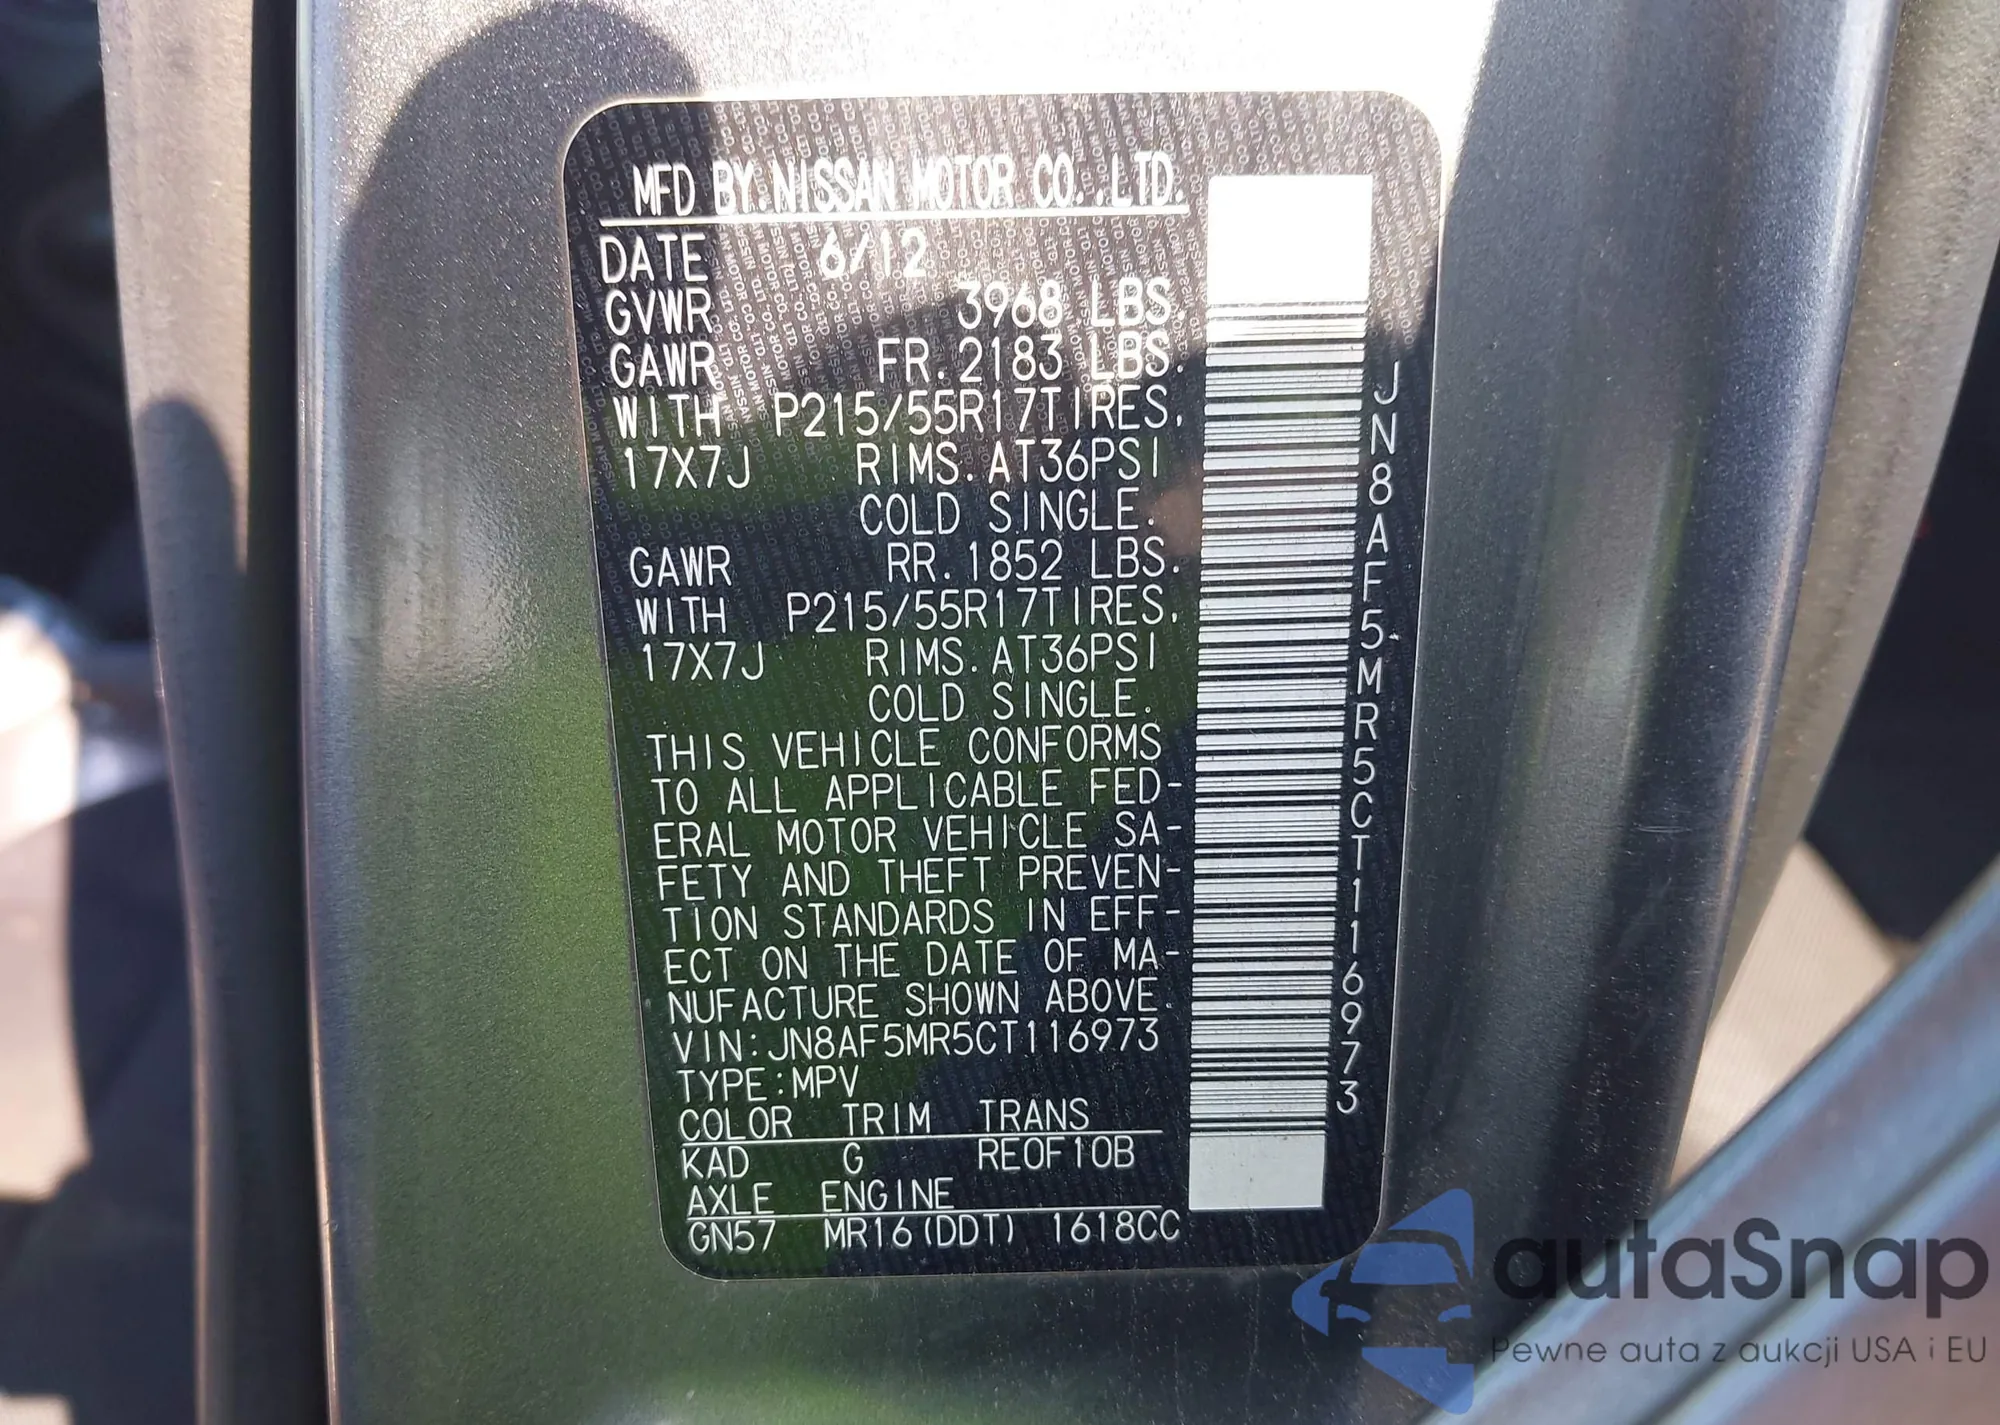 MFD BY.NISSAN MOTOR CO.,LTD.
DATE 6/12
GVWR 3968 LBS.
GAWR FR.2183 LBS.
WITH P215/55R17TIRES.
17X7J RIMS.AT36PSI
COLD SINGLE.
GAWR RR.1852 LBS.
WITH P215/55R17TIRES.
17X7J RIMS.AT36PSI
COLD SINGLE.
THIS VEHICLE CONFORMS
TO ALL APPLICABLE FED-
ERAL MOTOR VEHICLE SA-
FETY AND THEFT PREVEN-
TION STANDARDS IN EFF-
ECT ON THE DATE OF MA-
NUFACTURE SHOWN ABOVE.
VIN:JN8AF5MR5CT116973
TYPE:MPV
COLOR TRIM TRANS
KAD G RE0F10B
AXLE ENGINE
GN57 MR16(DDT) 1618CC
JN8AF5MR5CT116973
autaSnap
Pewne auta z aukcji USA i EU